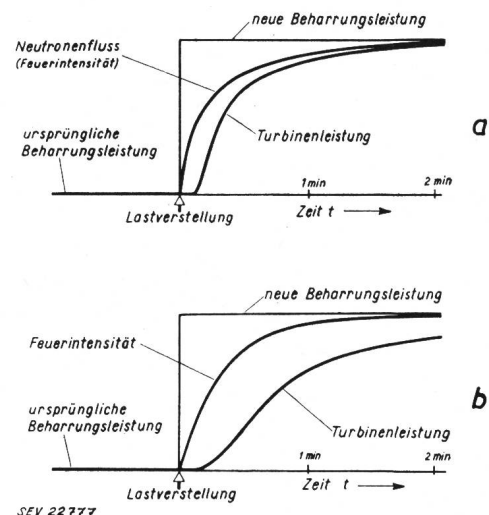 neue Beharrungsleistung
Neutronenfluss
(Feuerintensität)
a
ursprüngliche
Beharrungsleistung
Turbinenleistung
1 min
2 min
Lastverstellung
Zeit t
neue Beharrungsleistung
Feuerintensität
b
ursprüngliche
Beharrungsleistung
Turbinenleistung
1 min
2 min
Lastverstellung
Zeit t
SEV 22777